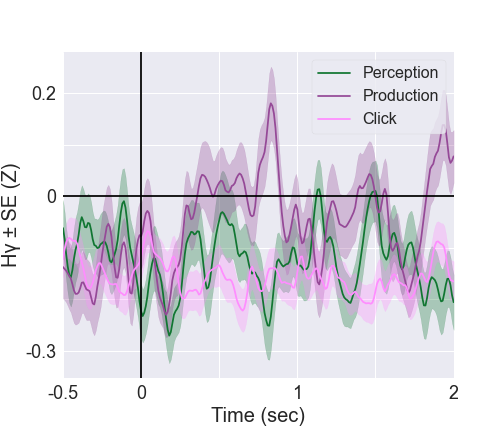 Perception
Production
Click
Hγ ± SE (Z)
0.2
0
-0.3
-0.5
0
1
2
Time (sec)